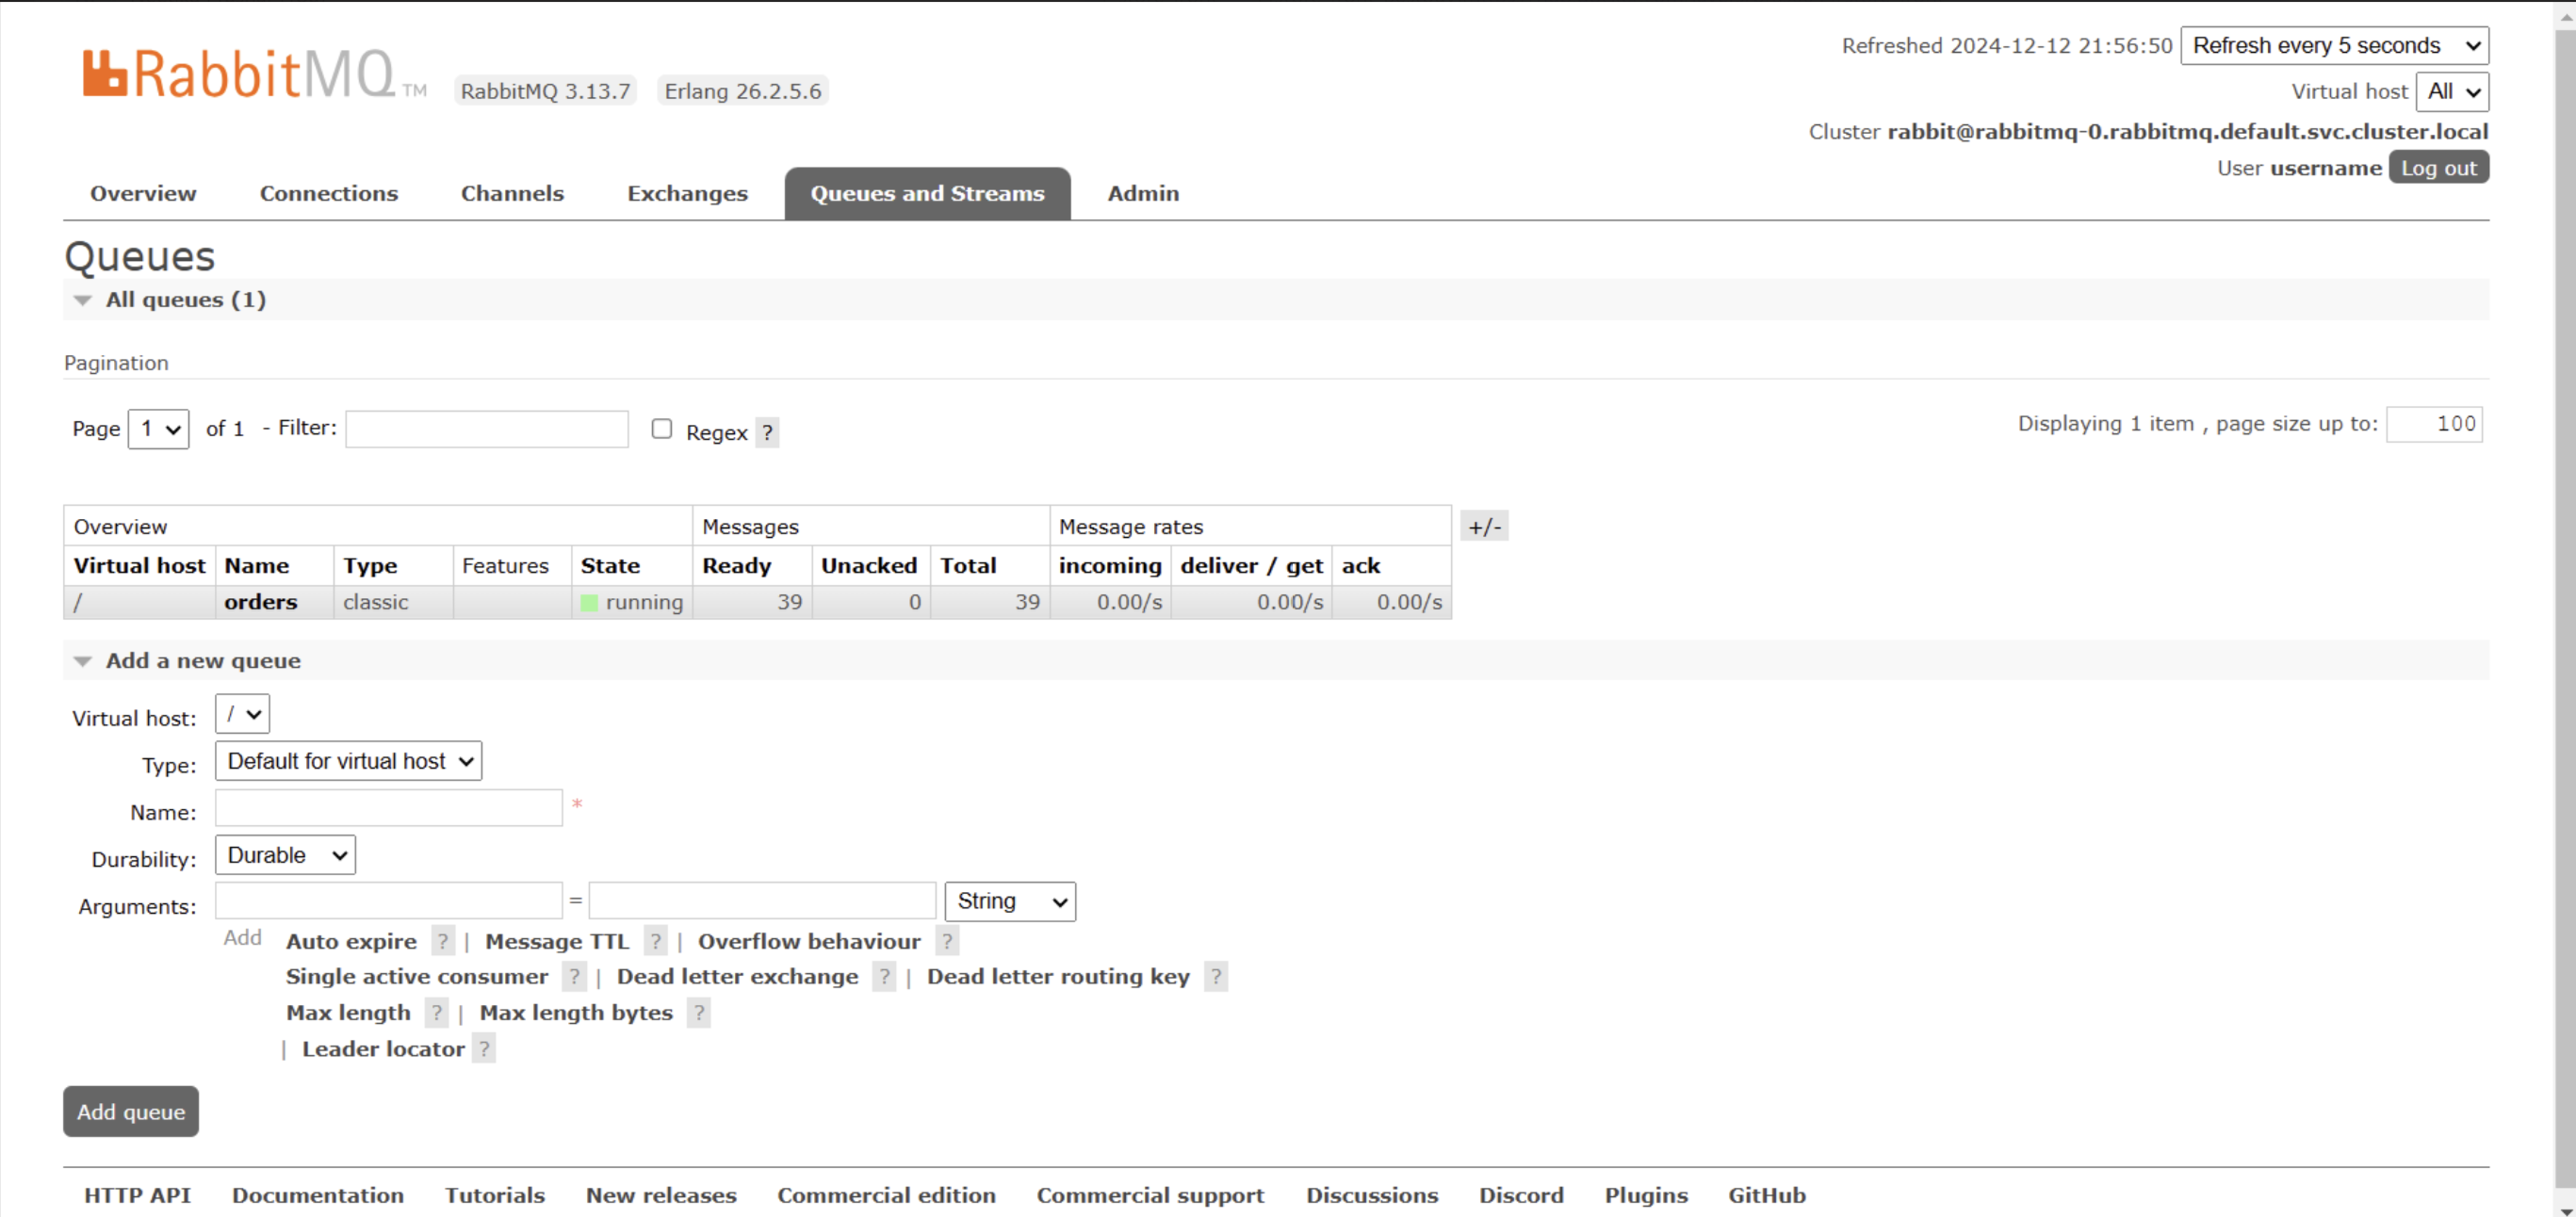 Refreshed 2024-12-12 21:56:50 Refresh every 5 seconds
RabbitMQ TM RabbitMQ 3.13.7 Erlang 26.2.5.6
Virtual host All
Cluster rabbit@rabbitmq-0.rabbitmq.default.svc.cluster.local
User username Log out
Overview Connections Channels Exchanges Queues and Streams Admin
Queues
All queues (1)
Pagination
Page 1 of 1 - Filter: Regex ? Displaying 1 item , page size up to: 100
Overview Messages Message rates +/-
Virtual host Name Type Features State Ready Unacked Total incoming deliver / get ack
/ orders classic running 39 0 39 0.00/s 0.00/s 0.00/s
Add a new queue
Virtual host: /
Type: Default for virtual host
Name: *
Durability: Durable
Arguments: = String
Add Auto expire ? | Message TTL ? | Overflow behaviour ?
Single active consumer ? | Dead letter exchange ? | Dead letter routing key ?
Max length ? | Max length bytes ?
| Leader locator ?
Add queue
HTTP API Documentation Tutorials New releases Commercial edition Commercial support Discussions Discord Plugins GitHub